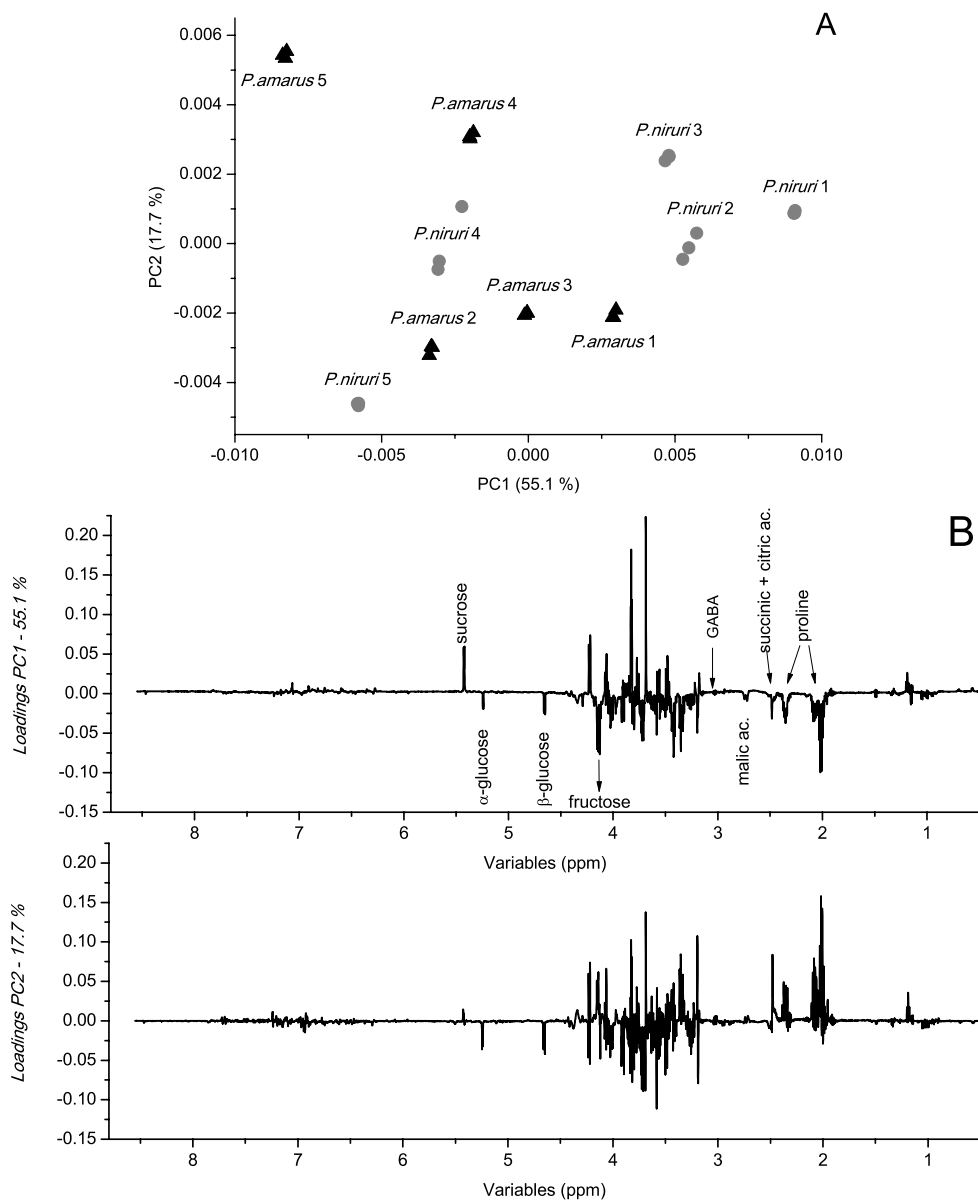 A
0.006
P.amarus 5
P.amarus 4
0.004
P.niruri 3
0.002
P.niruri 1
P.niruri 2
PC2 (17.7 %)
0.000
P.niruri 4
P.amarus 3
-0.002
P.amarus 2
P.amarus 1
P.niruri 5
-0.004
-0.010 -0.005 0.000 0.005 0.010
PC1 (55.1 %)
B
Loadings PC1 - 55.1 %
0.20
0.15
0.10
0.05
0.00
-0.05
-0.10
-0.15
sucrose
α-glucose
β-glucose
fructose
GABA
malic ac.
succinic + citric ac.
proline
8 7 6 5 4 3 2 1
Variables (ppm)
Loadings PC2 - 17.7 %
0.20
0.15
0.10
0.05
0.00
-0.05
-0.10
-0.15
8 7 6 5 4 3 2 1
Variables (ppm)